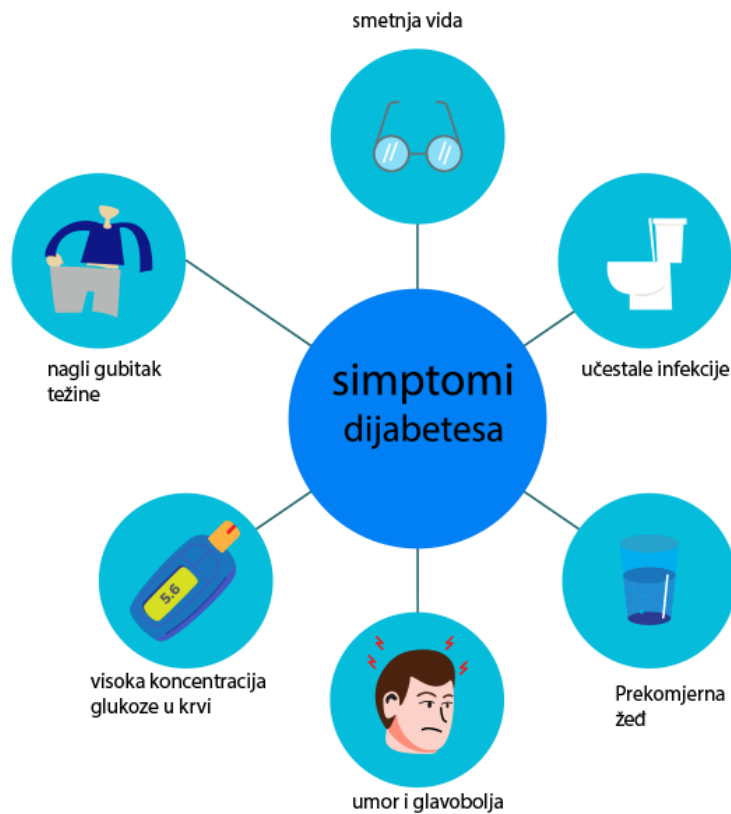 smetnja vida
nagli gubitak
težine
učestale infekcije
simptomi
dijabetesa
visoka koncentracija
glukoze u krvi
5.6
Prekomjerna
žeđ
umor i glavobolja